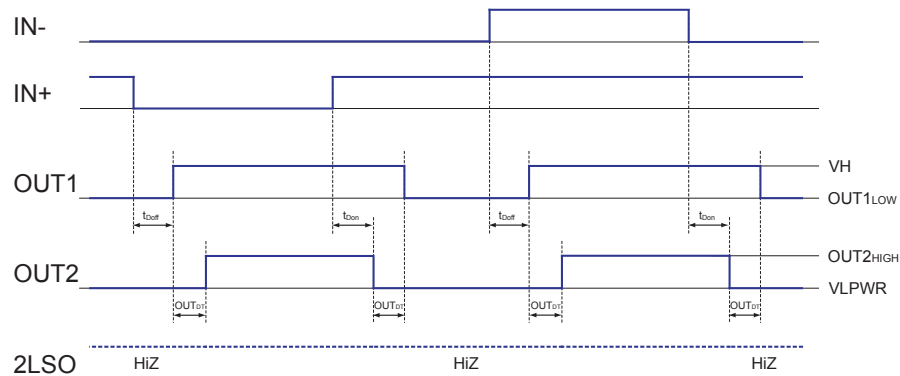 IN-
IN+
OUT1
VH
OUT1LOW
tDoff
tDon
tDoff
tDon
OUT2
OUT2HIGH
VLPWR
OUTDT
OUTDT
OUTDT
OUTDT
2LSO
HiZ
HiZ
HiZ